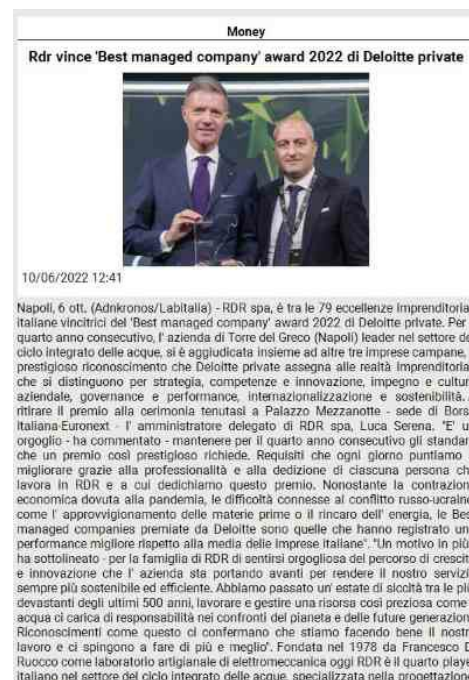 Money
Rdr vince 'Best managed company' award 2022 di Deloitte private
10/06/2022 12:41
Napoli, 6 ott. (Adnkronos/Labitalia) - RDR spa, è tra le 79 eccellenze imprenditoria
italiane vincitrici del 'Best managed company' award 2022 di Deloitte private. Per
quarto anno consecutivo, l' azienda di Torre del Greco (Napoli) leader nel settore de
ciclo integrato delle acque, si è aggiudicata insieme ad altre tre imprese campane,
prestigioso riconoscimento che Deloitte private assegna alle realtà imprenditoria
che si distinguono per strategia, competenze e innovazione, impegno e cultur
aziendale, governance e performance, internazionalizzazione e sostenibilità.
ritirare il premio alla cerimonia tenutasi a Palazzo Mezzanotte - sede di Bors
Italiana-Euronext - l' amministratore delegato di RDR spa, Luca Serena. "E' u
orgoglio - ha commentato - mantenere per il quarto anno consecutivo gli standar
che un premio così prestigioso richiede. Requisiti che ogni giorno puntiamo
migliorare grazie alla professionalità e alla dedizione di ciascuna persona ch
lavora in RDR e a cui dedichiamo questo premio. Nonostante la contrazion
economica dovuta alla pandemia, le difficoltà connesse al conflitto russo-ucrain
come l' approvvigionamento delle materie prime o il rincaro dell' energia, le Bes
managed companies premiate da Deloitte sono quelle che hanno registrato un
performance migliore rispetto alla media delle imprese italiane". "Un motivo in più
ha sottolineato - per la famiglia di RDR di sentirsi orgogliosa del percorso di crescit
e innovazione che l' azienda sta portando avanti per rendere il nostro servizi
sempre più sostenibile ed efficiente. Abbiamo passato un' estate di siccità tra le pi
devastanti degli ultimi 500 anni, lavorare e gestire una risorsa così preziosa come
acqua ci carica di responsabilità nei confronti del pianeta e delle future generazion
Riconoscimenti come questo ci confermano che stiamo facendo bene il nostr
lavoro e ci spingono a fare di più e meglio". Fondata nel 1978 da Francesco D
Ruocco come laboratorio artigianale di elettromeccanica oggi RDR è il quarto playe
italiano nel settore del ciclo integrato delle acque, specializzata nella progettazion